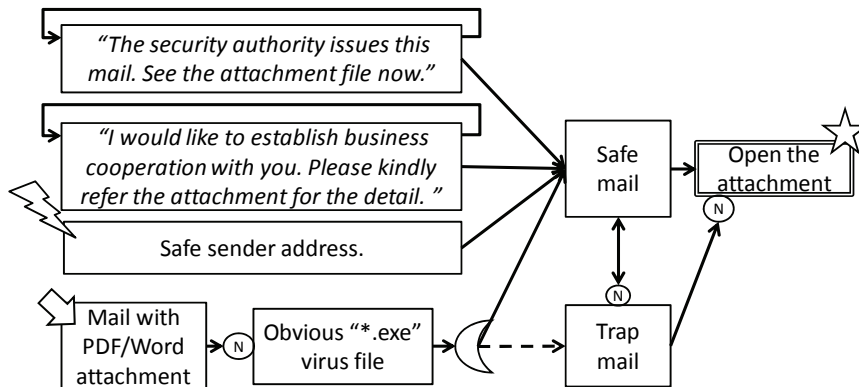 “The security authority issues this
mail. See the attachment file now.”
“I would like to establish business
cooperation with you. Please kindly
refer the attachment for the detail. ”
Safe sender address.
Safe
mail
Open the
attachment
N
N
Mail with
PDF/Word
attachment
N
Obvious “*.exe”
virus file
Trap
mail